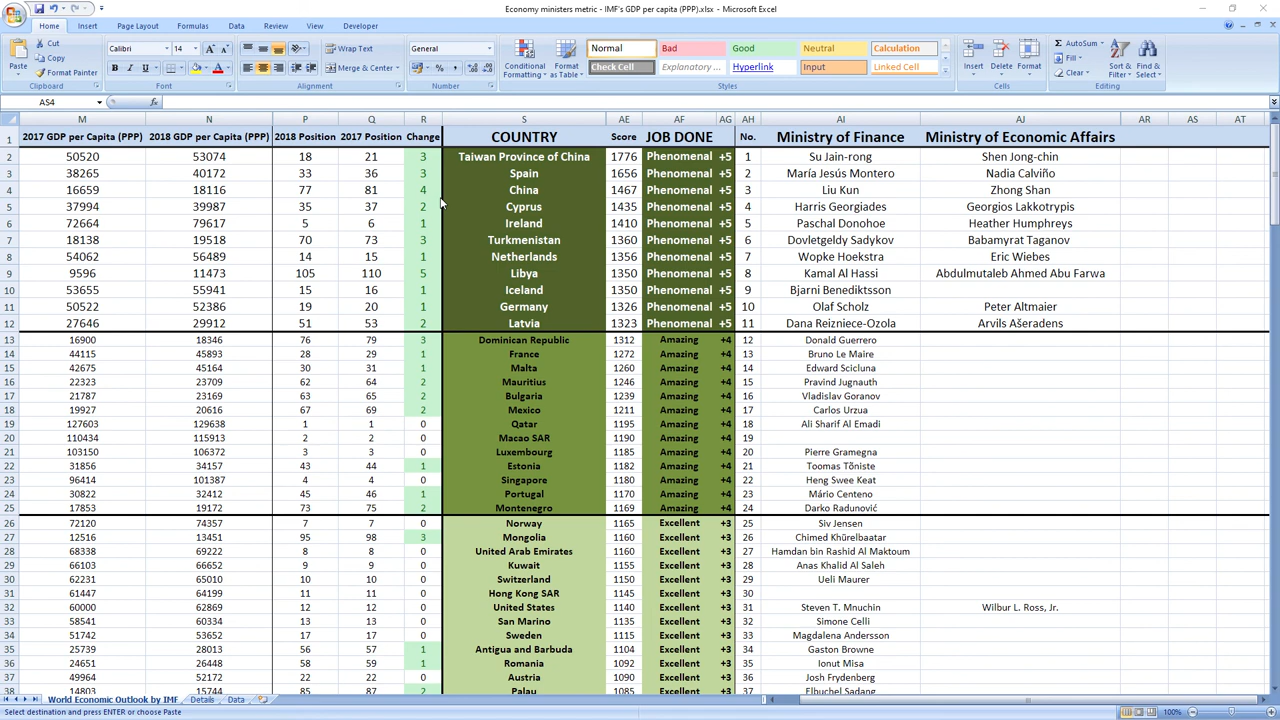 Economy ministers metric - IMF's GDP per capita (PPP).xlsx - Microsoft Excel
Home Insert Page Layout Formulas Data Review View Developer
Cut Calibri 14 Wrap Text General Normal Bad Good Neutral Calculation AutoSum
Copy Fill
Paste Format Painter B I U Merge & Center % Conditional Formatting Format as Table Check Cell Explanatory ... Hyperlink Input Linked Cell Insert Delete Format Clear Sort & Filter Find & Select
Clipboard Font Alignment Number Styles Cells Editing
AS4 fx
M N P Q R S AE AF AG AH AI AJ AR AS AT
1 2017 GDP per Capita (PPP) 2018 GDP per Capita (PPP) 2018 Position 2017 Position Change COUNTRY Score JOB DONE No. Ministry of Finance Ministry of Economic Affairs
2 50520 53074 18 21 3 Taiwan Province of China 1776 Phenomenal +5 1 Su Jain-rong Shen Jong-chin
3 38265 40172 33 36 3 Spain 1656 Phenomenal +5 2 María Jesús Montero Nadia Calviño
4 16659 18116 77 81 4 China 1467 Phenomenal +5 3 Liu Kun Zhong Shan
5 37994 39987 35 37 2 Cyprus 1435 Phenomenal +5 4 Harris Georgiades Georgios Lakkotrypis
6 72664 79617 5 6 1 Ireland 1410 Phenomenal +5 5 Paschal Donohoe Heather Humphreys
7 18138 19518 70 73 3 Turkmenistan 1360 Phenomenal +5 6 Dovletgeldy Sadykov Babamyrat Taganov
8 54062 56489 14 15 1 Netherlands 1356 Phenomenal +5 7 Wopke Hoekstra Eric Wiebes
9 9596 11473 105 110 5 Libya 1350 Phenomenal +5 8 Kamal Al Hassi Abdulmutaleb Ahmed Abu Farwa
10 53655 55941 15 16 1 Iceland 1350 Phenomenal +5 9 Bjarni Benediktsson
11 50522 52386 19 20 1 Germany 1326 Phenomenal +5 10 Olaf Scholz Peter Altmaier
12 27646 29912 51 53 2 Latvia 1323 Phenomenal +5 11 Dana Reizniece-Ozola Arvils Ašeradens
13 16900 18346 76 79 3 Dominican Republic 1312 Amazing +4 12 Donald Guerrero
14 44115 45893 28 29 1 France 1272 Amazing +4 13 Bruno Le Maire
15 42675 45164 30 31 1 Malta 1260 Amazing +4 14 Edward Scicluna
16 22323 23709 62 64 2 Mauritius 1246 Amazing +4 15 Pravind Jugnauth
17 21787 23169 63 65 2 Bulgaria 1239 Amazing +4 16 Vladislav Goranov
18 19927 20616 67 69 2 Mexico 1211 Amazing +4 17 Carlos Urzua
19 127603 129638 1 1 0 Qatar 1195 Amazing +4 18 Ali Sharif Al Emadi
20 110434 115913 2 2 0 Macao SAR 1190 Amazing +4 19
21 103150 106372 3 3 0 Luxembourg 1185 Amazing +4 20 Pierre Gramegna
22 31856 34157 43 44 1 Estonia 1182 Amazing +4 21 Toomas Tõniste
23 96414 101387 4 4 0 Singapore 1180 Amazing +4 22 Heng Swee Keat
24 30822 32412 45 46 1 Portugal 1170 Amazing +4 23 Mário Centeno
25 17853 19172 73 75 2 Montenegro 1169 Amazing +4 24 Darko Radunović
26 72120 74357 7 7 0 Norway 1165 Excellent +3 25 Siv Jensen
27 12516 13451 95 98 3 Mongolia 1160 Excellent +3 26 Chimed Khürelbaatar
28 68338 69222 8 8 0 United Arab Emirates 1160 Excellent +3 27 Hamdan bin Rashid Al Maktoum
29 66103 66652 9 9 0 Kuwait 1155 Excellent +3 28 Anas Khalid Al Saleh
30 62231 65010 10 10 0 Switzerland 1150 Excellent +3 29 Ueli Maurer
31 61447 64199 11 11 0 Hong Kong SAR 1145 Excellent +3 30
32 60000 62869 12 12 0 United States 1140 Excellent +3 31 Steven T. Mnuchin Wilbur L. Ross, Jr.
33 58541 60334 13 13 0 San Marino 1135 Excellent +3 32 Simone Celli
34 51742 53652 17 17 0 Sweden 1115 Excellent +3 33 Magdalena Andersson
35 25739 27148 56 57 1 Antigua and Barbuda 1104 Excellent +3 34 Gaston Browne
36 24651 26448 58 59 1 Romania 1092 Excellent +3 35 Ionut Misa
37 49964 52172 22 22 0 Austria 1090 Excellent +3 36 Josh Frydenberg
38 14803 15744 85 87 2 Palau 1085 Excellent +3 37 Elbuchel Sadang
World Economic Outlook by IMF Details Data
Select destination and press ENTER or choose Paste 100%